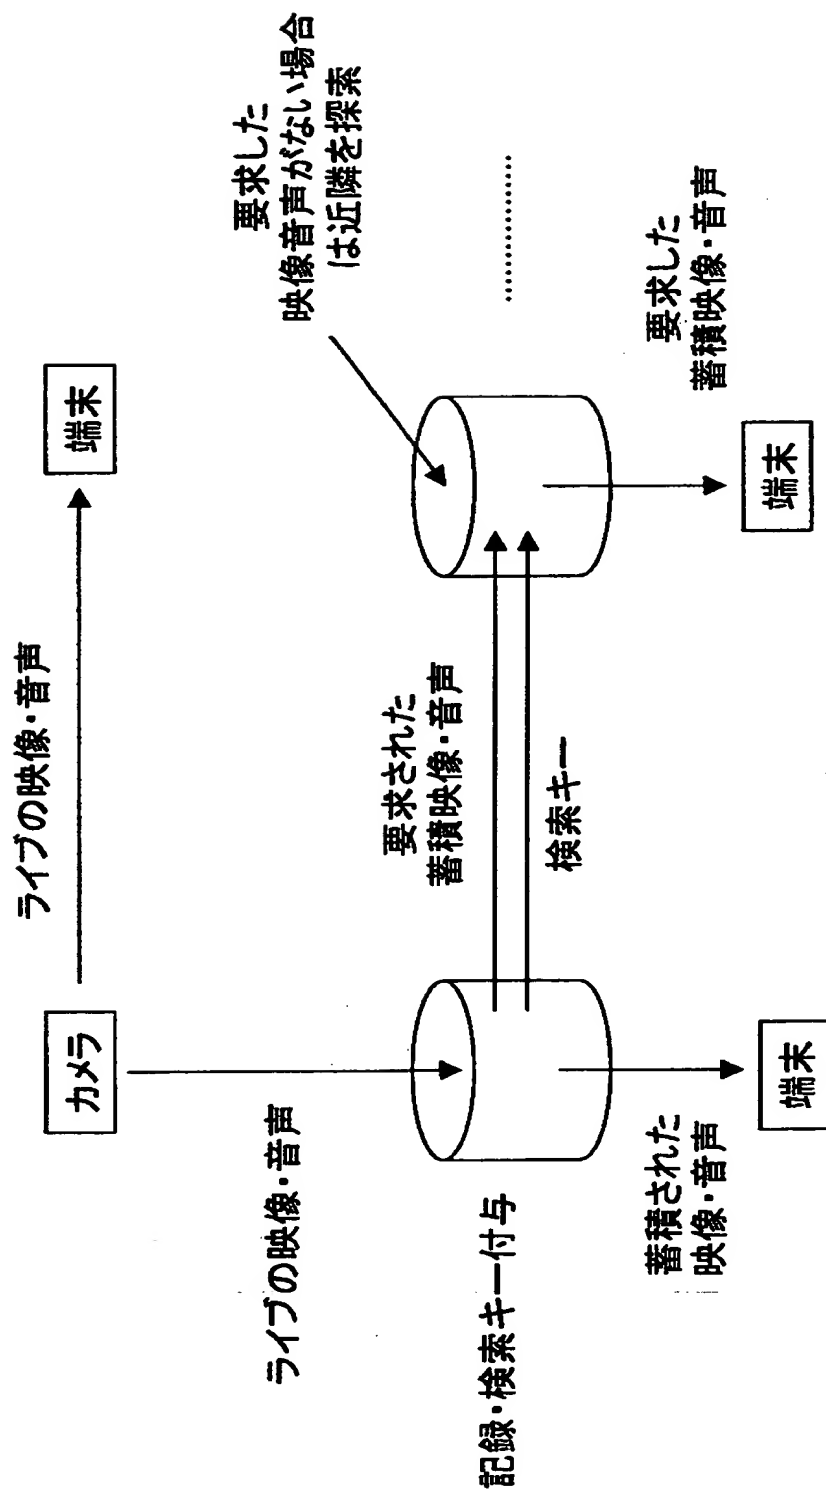 ライブの映像・音声
カメラ
端末
ライブの映像・音声
記録・検索キー付与
要求された
蓄積映像・音声
検索キー
要求した
映像音声がない場合
は近隣を探索
………
蓄積された
映像・音声
端末
要求した
蓄積映像・音声
端末